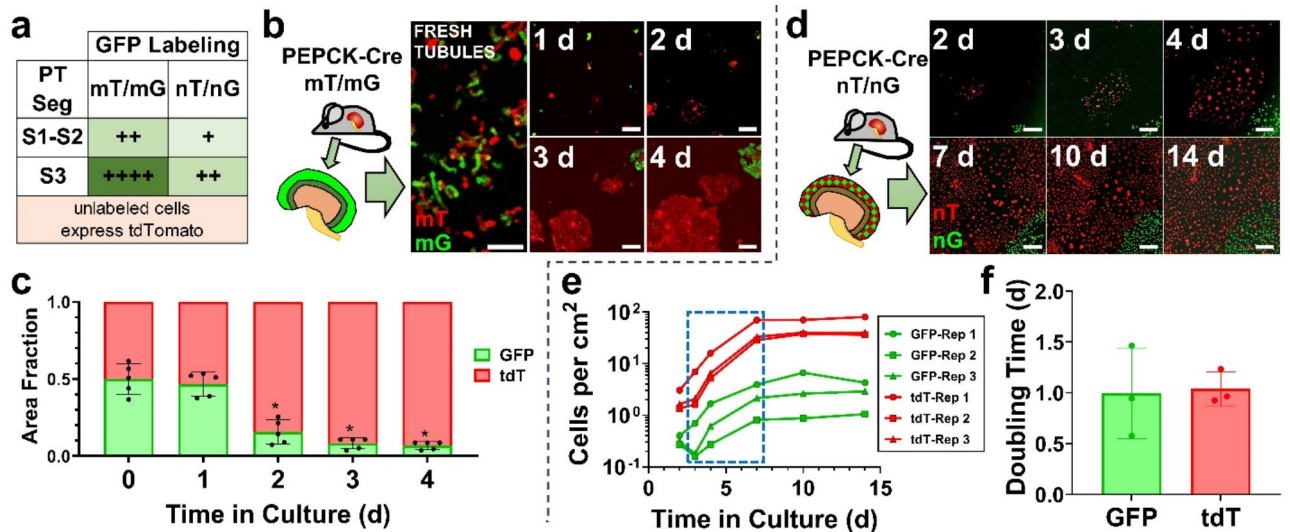 a
GFP Labeling
PT
Seg
mT/mG
nT/nG
S1-S2
++
+
S3
++++
++
unlabeled cells
express tdTomato
b
PEPCK-Cre
mT/mG
FRESH
TUBULES
mT
mG
1 d
2 d
3 d
4 d
d
PEPCK-Cre
nT/nG
2 d
3 d
4 d
7 d
10 d
14 d
nT
nG
c
Area Fraction
1.0
0.5
0.0
*
*
*
0 1 2 3 4
Time in Culture (d)
GFP
tdT
e
Cells per cm²
10²
10¹
10⁰
10⁻¹
0 5 10 15
Time in Culture (d)
GFP-Rep 1
GFP-Rep 2
GFP-Rep 3
tdT-Rep 1
tdT-Rep 2
tdT-Rep 3
f
Doubling Time (d)
2.0
1.5
1.0
0.5
0.0
GFP tdT